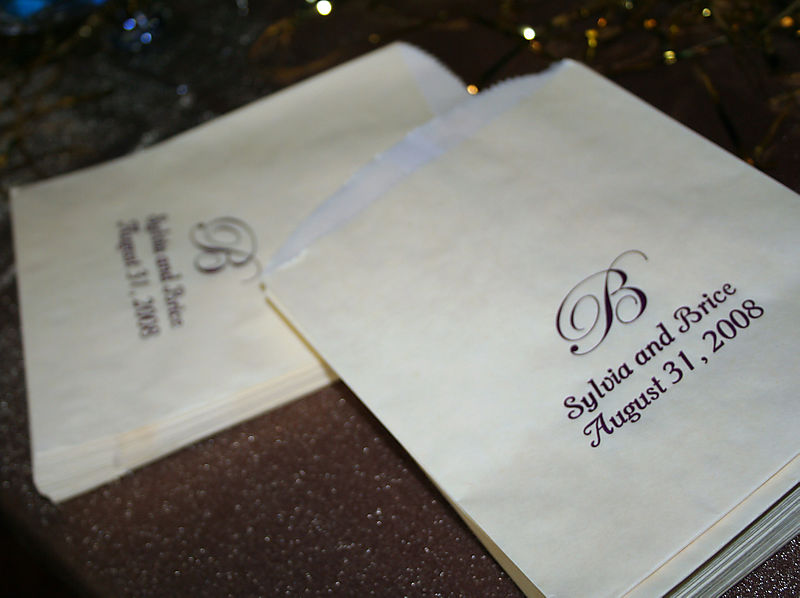 B
Sylvia and Brice
August 31, 2008
B
Sylvia and Brice
August 31, 2008